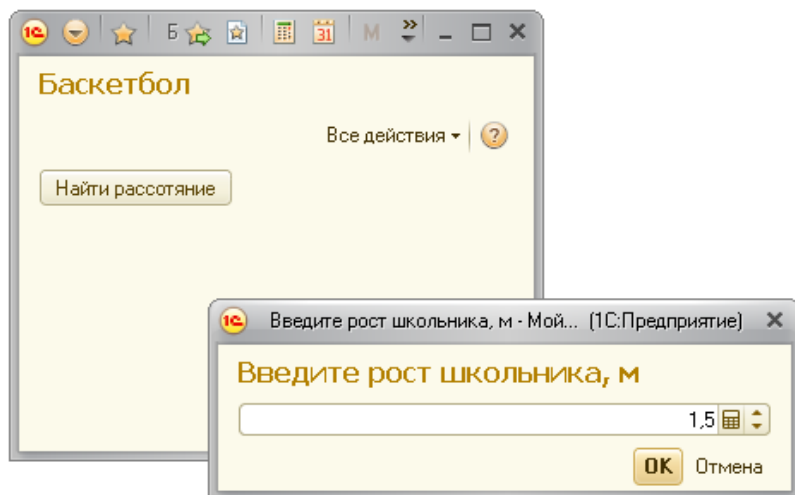 1С Б 31 М
Баскетбол
Все действия ?
Найти рассотяние
1С Введите рост школьника, м - Мой... (1С:Предприятие)
Введите рост школьника, м
1,5
ОК Отмена